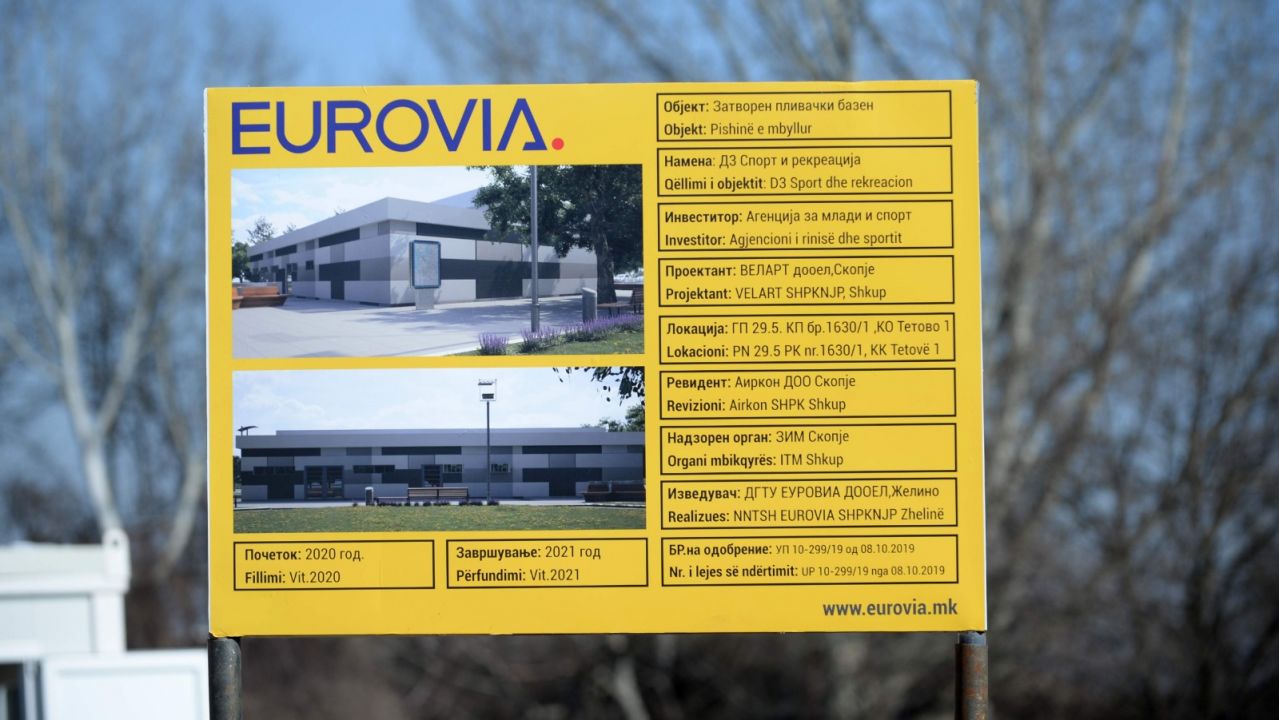 EUROVIA.
Објект: Затворен пливачки базен
Objekt: Pishinë e mbyllur
Намена: Д3 Спорт и рекреација
Qëllimi i objektit: D3 Sport dhe rekreacion
Инвеститор: Агенција за млади и спорт
Investitor: Agjencioni i rinisë dhe sportit
Проектант: ВЕЛАРТ дооел,Скопје
Projektant: VELART SHPKNJP, Shkup
Локација: ГП 29.5. КП бр.1630/1 ,КО Тетово 1
Lokacioni: PN 29.5 PK nr.1630/1, KK Tetovë 1
Ревидент: Аиркон ДОО Скопје
Revizioni: Airkon SHPK Shkup
Надзорен орган: ЗИМ Скопје
Organi mbikqyrës: ITM Shkup
Изведувач: ДГТУ ЕУРОВИА ДООЕЛ,Желино
Realizues: NNTSH EUROVIA SHPKNJP Zhelinë
Почеток: 2020 год.
Fillimi: Vit.2020
Завршување: 2021 год
Përfundimi: Vit.2021
БР.на одобрение: УП 10-299/19 од 08.10.2019
Nr. i lejes së ndërtimit: UP 10-299/19 nga 08.10.2019
www.eurovia.mk